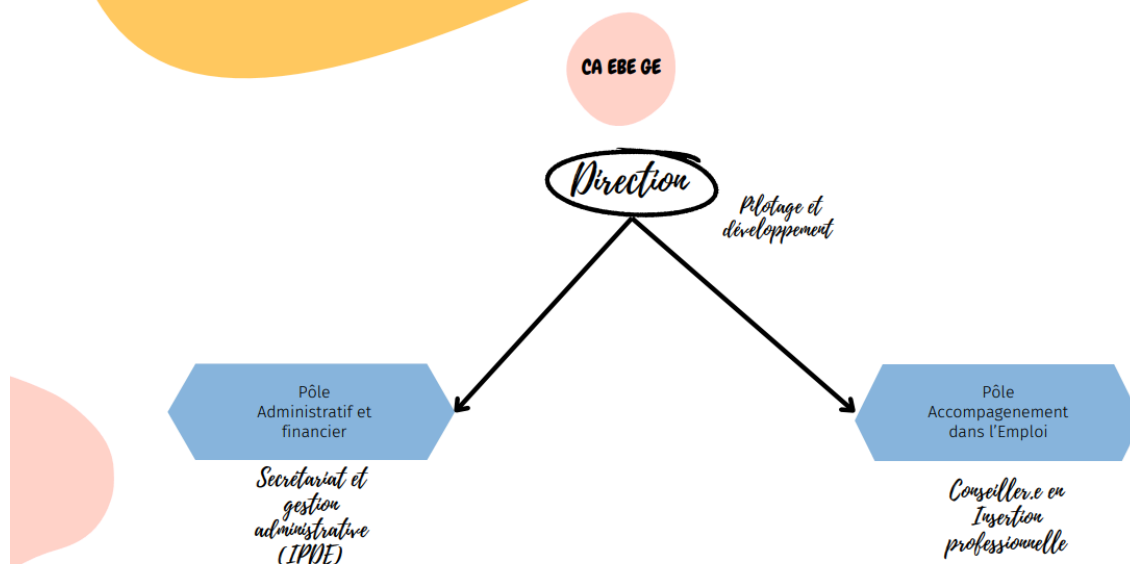 CA EBE GE
Direction
Pilotage et
développement
Pôle
Administratif et
financier
Secrétariat et
gestion
administrative
(IPDE)
Pôle
Accompagenement
dans l'Emploi
Conseiller.e en
Insertion
professionnelle